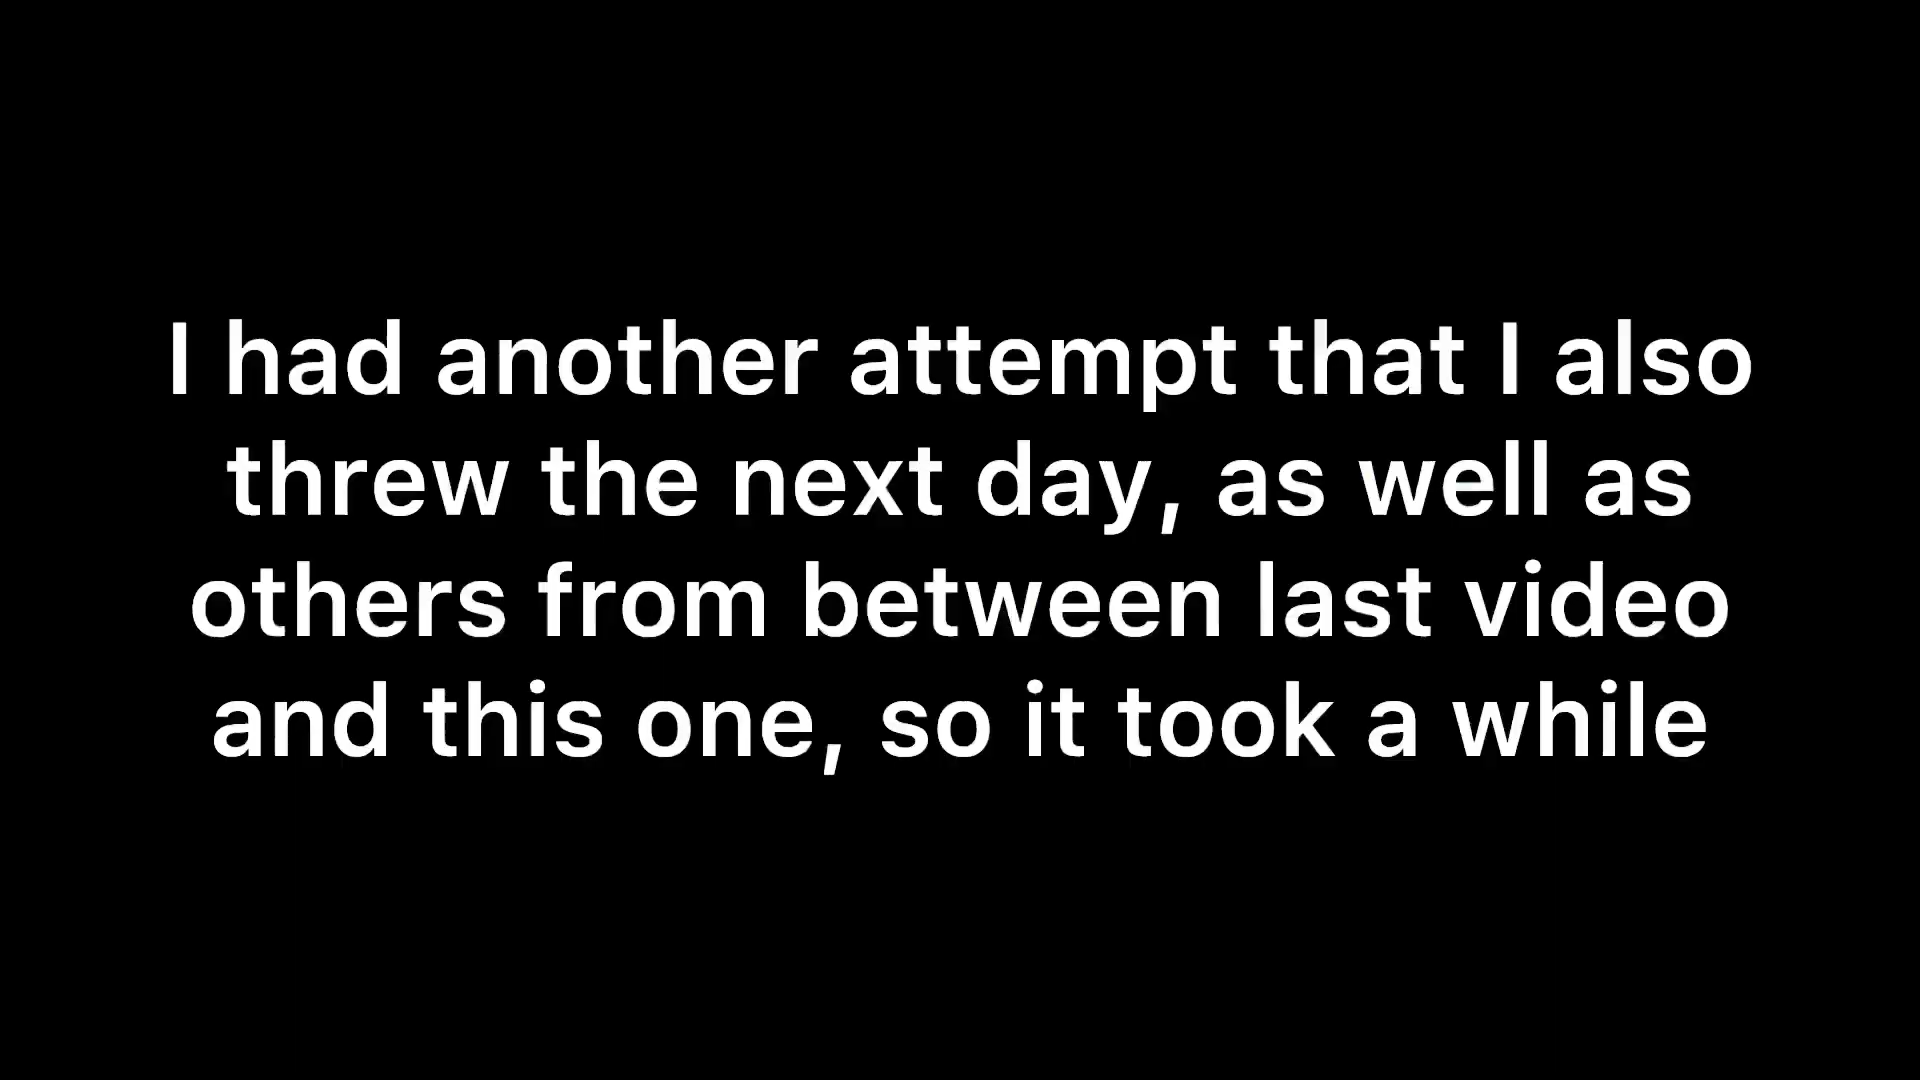 I had another attempt that I also
threw the next day, as well as
others from between last video
and this one, so it took a while